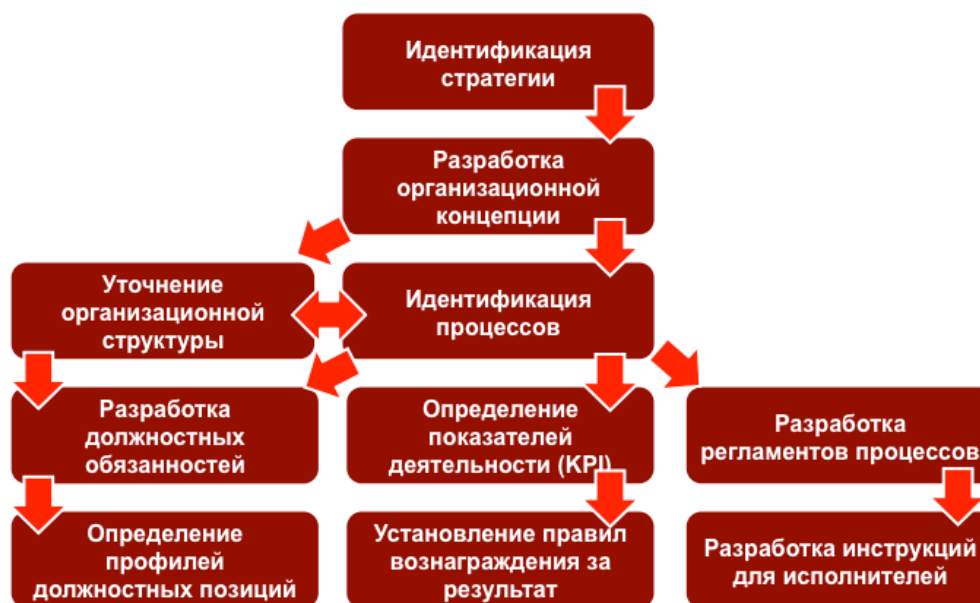 Идентификация
стратегии
Разработка
организационной
концепции
Уточнение
организационной
структуры
Идентификация
процессов
Разработка
должностных
обязанностей
Определение
показателей
деятельности (KPI)
Разработка
регламентов процессов
Определение
профилей
должностных позиций
Установление правил
вознаграждения за
результат
Разработка инструкций
для исполнителей